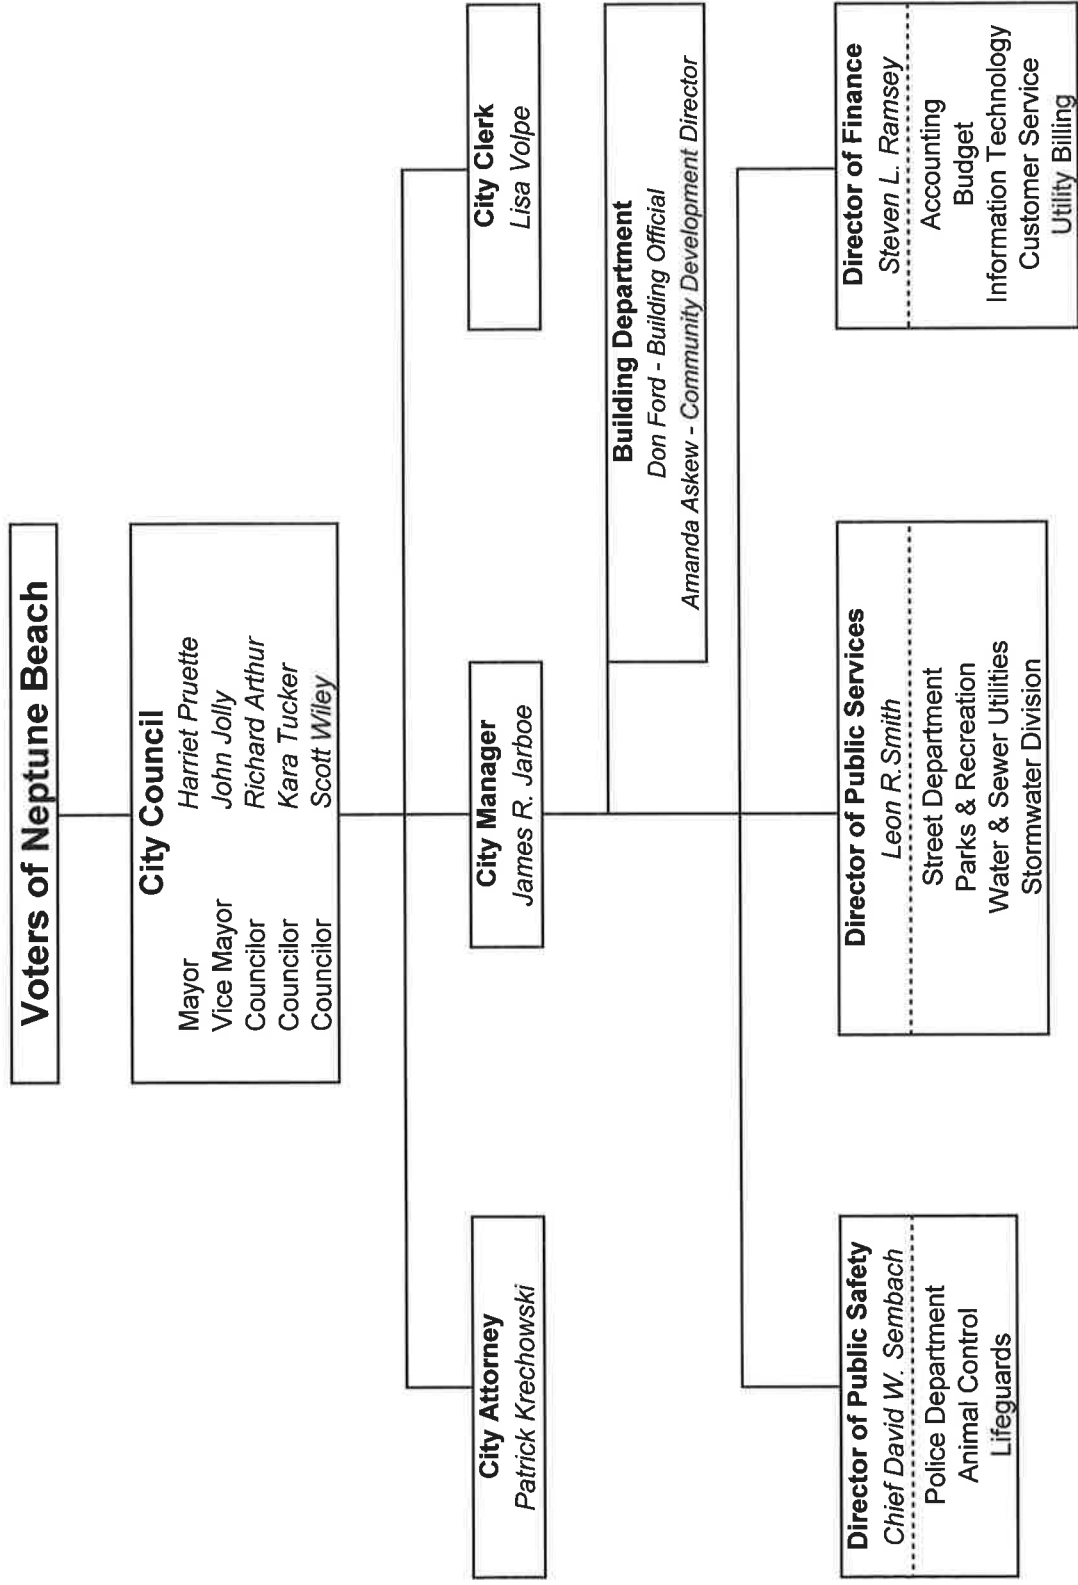 Voters of Neptune Beach
City Council
Mayor Harriet Pruette
Vice Mayor John Jolly
Councilor Richard Arthur
Councilor Kara Tucker
Councilor Scott Wiley
City Attorney
Patrick Krechowski
City Manager
James R. Jarboe
City Clerk
Lisa Volpe
Building Department
Don Ford - Building Official
Amanda Askew - Community Development Director
Director of Public Safety
Chief David W. Sembach
Police Department
Animal Control
Lifeguards
Director of Public Services
Leon R.Smith
Street Department
Parks & Recreation
Water & Sewer Utilities
Stormwater Division
Director of Finance
Steven L. Ramsey
Accounting
Budget
Information Technology
Customer Service
Utility Billing